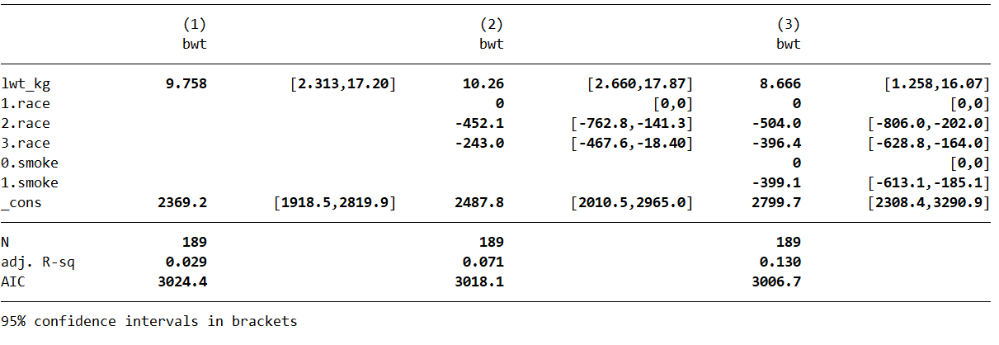 (1) (2) (3)
bwt bwt bwt
lwt_kg 9.758 [2.313,17.20] 10.26 [2.660,17.87] 8.666 [1.258,16.07]
1.race 0 [0,0] 0 [0,0]
2.race -452.1 [-762.8,-141.3] -504.0 [-806.0,-202.0]
3.race -243.0 [-467.6,-18.40] -396.4 [-628.8,-164.0]
0.smoke 0 [0,0]
1.smoke -399.1 [-613.1,-185.1]
_cons 2369.2 [1918.5,2819.9] 2487.8 [2010.5,2965.0] 2799.7 [2308.4,3290.9]
N 189 189 189
adj. R-sq 0.029 0.071 0.130
AIC 3024.4 3018.1 3006.7
95% confidence intervals in brackets